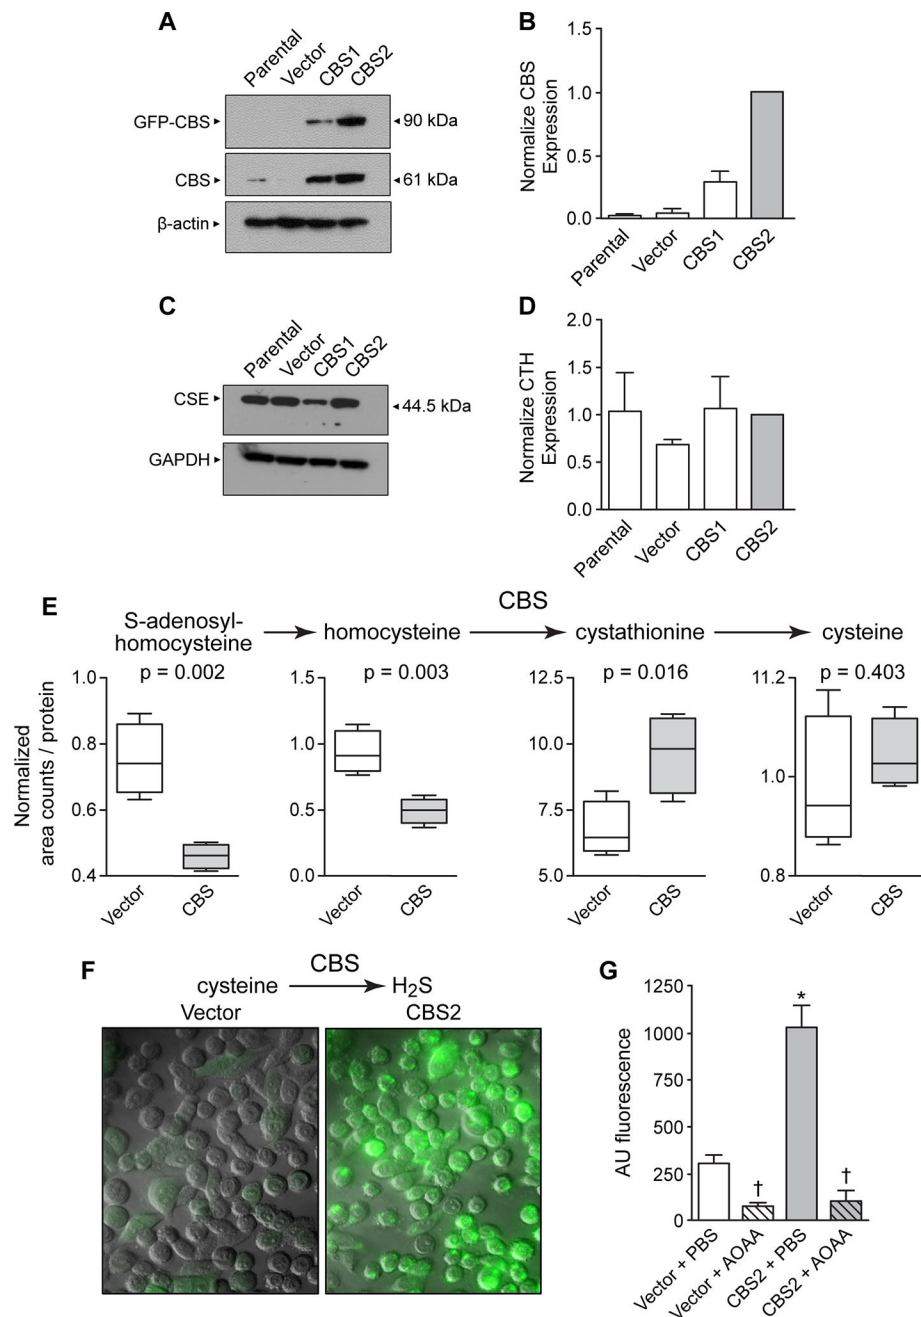 A
Parental
Vector
CBS1
CBS2
GFP-CBS
90 kDa
CBS
61 kDa
β-actin
B
Normalize CBS
Expression
1.0
0.5
0.0
Parental
Vector
CBS1
CBS2
C
Parental
Vector
CBS1
CBS2
CSE
44.5 kDa
GAPDH
D
Normalize CTH
Expression
2.0
1.5
1.0
0.5
0.0
Parental
Vector
CBS1
CBS2
E
CBS
S-adenosyl-
homocysteine
homocysteine
cystathionine
cysteine
Normalized
area counts / protein
p = 0.002
1.0
0.8
0.6
0.4
Vector
CBS
p = 0.003
1.5
1.0
0.5
0.0
Vector
CBS
p = 0.016
12.5
10.0
7.5
5.0
Vector
CBS
p = 0.403
11.2
1.0
0.8
Vector
CBS
F
CBS
cysteine
H₂S
Vector
CBS2
G
AU fluorescence
1250
1000
750
500
250
0
*
†
†
Vector + PBS
Vector + AOAA
CBS2 + PBS
CBS2 + AOAA